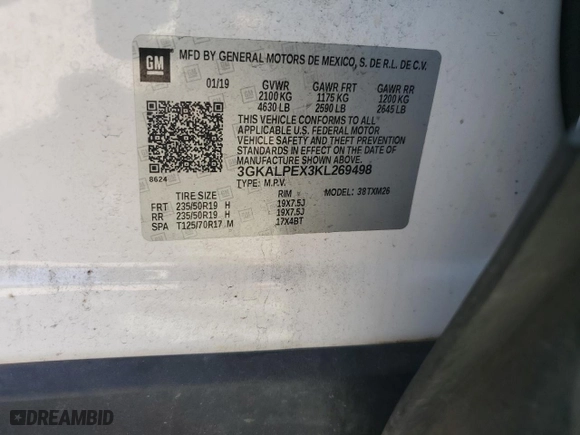 GM
MFD BY GENERAL MOTORS DE MEXICO, S. DE R.L. DE C.V.
01/19 GVWR GAWR FRT GAWR RR
2100 KG 1175 KG 1200 KG
4630 LB 2590 LB 2645 LB
THIS VEHICLE CONFORMS TO ALL
APPLICABLE U.S. FEDERAL MOTOR
VEHICLE SAFETY AND THEFT PREVENTION
STANDARDS IN EFFECT ON THE DATE OF
MANUFACTURE SHOWN ABOVE.
3GKALPEX3KL269498
8624
TYPE: M.P.V. MODEL: 38TXM26
TIRE SIZE RIM
FRT 235/50R19 H 19X7.5J
RR 235/50R19 H 19X7.5J
SPA T125/70R17 M 17X4BT
DREAMBID